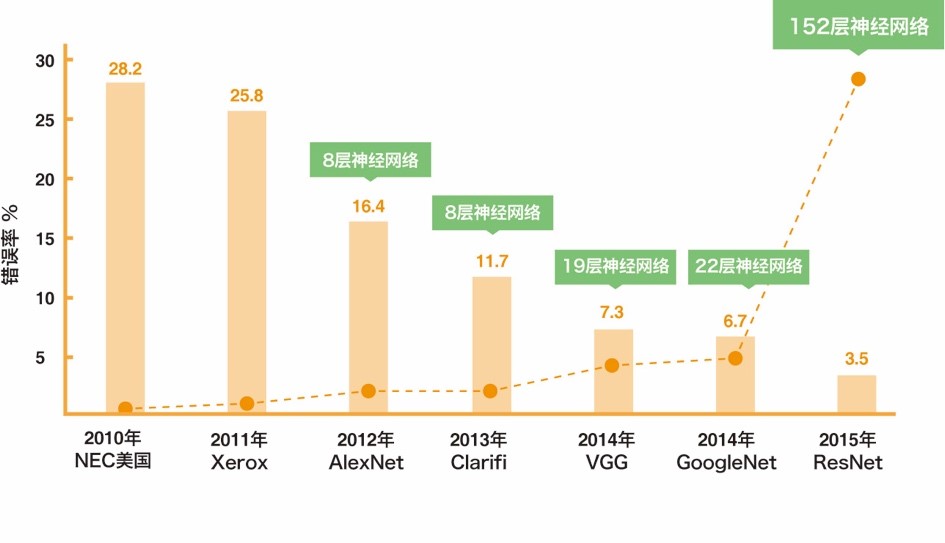 152层神经网络
30
25
20
15
10
5
错误率 %
28.2
25.8
8层神经网络
16.4
8层神经网络
11.7
19层神经网络
7.3
22层神经网络
6.7
3.5
2010年
NEC美国
2011年
Xerox
2012年
AlexNet
2013年
Clarifi
2014年
VGG
2014年
GoogleNet
2015年
ResNet